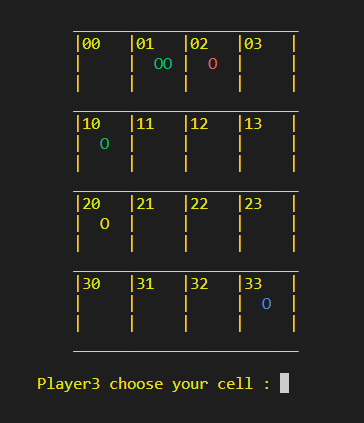 |00 |01 |02 |03 |
| | OO | O | |
| | | | |
|10 |11 |12 |13 |
| O | | | |
| | | | |
|20 |21 |22 |23 |
| O | | | |
| | | | |
|30 |31 |32 |33 |
| | | | O |
| | | | |
Player3 choose your cell :